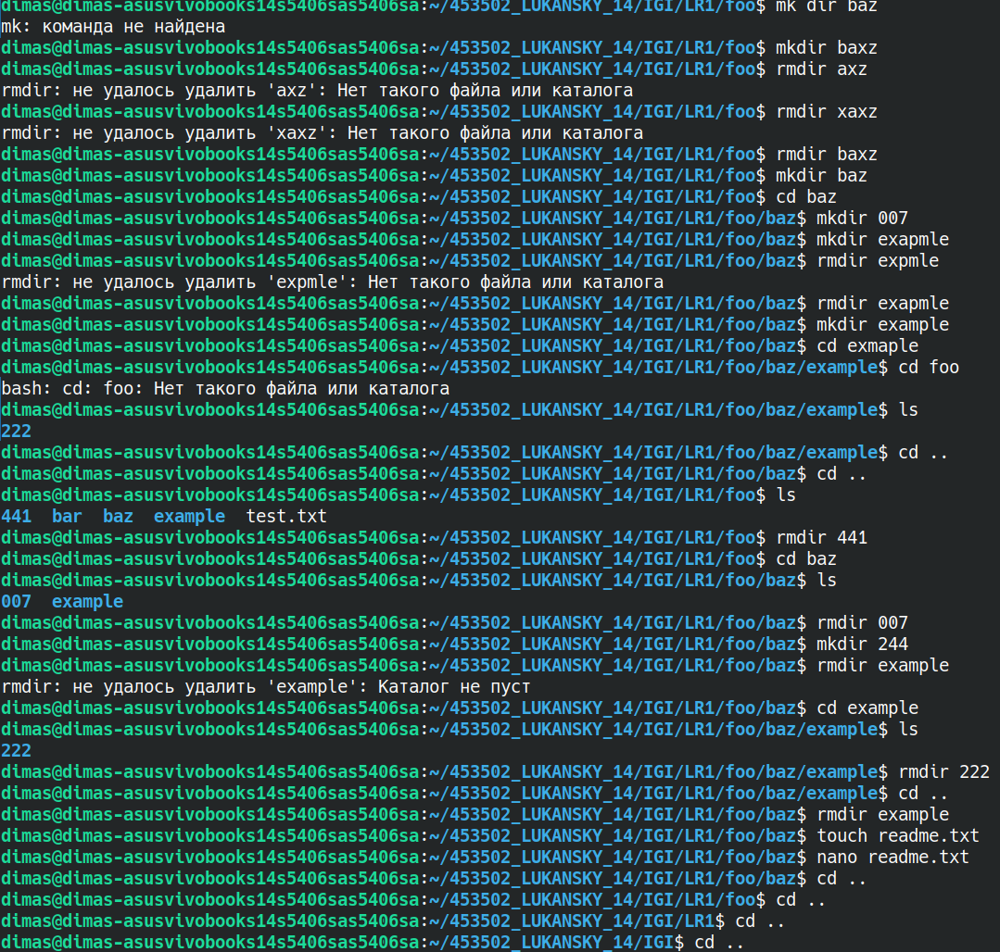 dimas@dimas-asusvivobooks14s5406sas5406sa:~/453502_LUKANSKY_14/IGI/LR1/foo$ mk dir baz
mk: команда не найдена
dimas@dimas-asusvivobooks14s5406sas5406sa:~/453502_LUKANSKY_14/IGI/LR1/foo$ mkdir baxz
dimas@dimas-asusvivobooks14s5406sas5406sa:~/453502_LUKANSKY_14/IGI/LR1/foo$ rmdir axz
rmdir: не удалось удалить 'axz': Нет такого файла или каталога
dimas@dimas-asusvivobooks14s5406sas5406sa:~/453502_LUKANSKY_14/IGI/LR1/foo$ rmdir xaxz
rmdir: не удалось удалить 'xaxz': Нет такого файла или каталога
dimas@dimas-asusvivobooks14s5406sas5406sa:~/453502_LUKANSKY_14/IGI/LR1/foo$ rmdir baxz
dimas@dimas-asusvivobooks14s5406sas5406sa:~/453502_LUKANSKY_14/IGI/LR1/foo$ mkdir baz
dimas@dimas-asusvivobooks14s5406sas5406sa:~/453502_LUKANSKY_14/IGI/LR1/foo$ cd baz
dimas@dimas-asusvivobooks14s5406sas5406sa:~/453502_LUKANSKY_14/IGI/LR1/foo/baz$ mkdir 007
dimas@dimas-asusvivobooks14s5406sas5406sa:~/453502_LUKANSKY_14/IGI/LR1/foo/baz$ mkdir exapmle
dimas@dimas-asusvivobooks14s5406sas5406sa:~/453502_LUKANSKY_14/IGI/LR1/foo/baz$ rmdir expmle
rmdir: не удалось удалить 'expmle': Нет такого файла или каталога
dimas@dimas-asusvivobooks14s5406sas5406sa:~/453502_LUKANSKY_14/IGI/LR1/foo/baz$ rmdir exapmle
dimas@dimas-asusvivobooks14s5406sas5406sa:~/453502_LUKANSKY_14/IGI/LR1/foo/baz$ mkdir example
dimas@dimas-asusvivobooks14s5406sas5406sa:~/453502_LUKANSKY_14/IGI/LR1/foo/baz$ cd exmaple
dimas@dimas-asusvivobooks14s5406sas5406sa:~/453502_LUKANSKY_14/IGI/LR1/foo/baz/example$ cd foo
bash: cd: foo: Нет такого файла или каталога
dimas@dimas-asusvivobooks14s5406sas5406sa:~/453502_LUKANSKY_14/IGI/LR1/foo/baz/example$ ls
222
dimas@dimas-asusvivobooks14s5406sas5406sa:~/453502_LUKANSKY_14/IGI/LR1/foo/baz/example$ cd ..
dimas@dimas-asusvivobooks14s5406sas5406sa:~/453502_LUKANSKY_14/IGI/LR1/foo/baz$ cd ..
dimas@dimas-asusvivobooks14s5406sas5406sa:~/453502_LUKANSKY_14/IGI/LR1/foo$ ls
441  bar  baz  example  test.txt
dimas@dimas-asusvivobooks14s5406sas5406sa:~/453502_LUKANSKY_14/IGI/LR1/foo$ rmdir 441
dimas@dimas-asusvivobooks14s5406sas5406sa:~/453502_LUKANSKY_14/IGI/LR1/foo$ cd baz
dimas@dimas-asusvivobooks14s5406sas5406sa:~/453502_LUKANSKY_14/IGI/LR1/foo/baz$ ls
007  example
dimas@dimas-asusvivobooks14s5406sas5406sa:~/453502_LUKANSKY_14/IGI/LR1/foo/baz$ rmdir 007
dimas@dimas-asusvivobooks14s5406sas5406sa:~/453502_LUKANSKY_14/IGI/LR1/foo/baz$ mkdir 244
dimas@dimas-asusvivobooks14s5406sas5406sa:~/453502_LUKANSKY_14/IGI/LR1/foo/baz$ rmdir example
rmdir: не удалось удалить 'example': Каталог не пуст
dimas@dimas-asusvivobooks14s5406sas5406sa:~/453502_LUKANSKY_14/IGI/LR1/foo/baz$ cd example
dimas@dimas-asusvivobooks14s5406sas5406sa:~/453502_LUKANSKY_14/IGI/LR1/foo/baz/example$ ls
222
dimas@dimas-asusvivobooks14s5406sas5406sa:~/453502_LUKANSKY_14/IGI/LR1/foo/baz/example$ rmdir 222
dimas@dimas-asusvivobooks14s5406sas5406sa:~/453502_LUKANSKY_14/IGI/LR1/foo/baz/example$ cd ..
dimas@dimas-asusvivobooks14s5406sas5406sa:~/453502_LUKANSKY_14/IGI/LR1/foo/baz$ rmdir example
dimas@dimas-asusvivobooks14s5406sas5406sa:~/453502_LUKANSKY_14/IGI/LR1/foo/baz$ touch readme.txt
dimas@dimas-asusvivobooks14s5406sas5406sa:~/453502_LUKANSKY_14/IGI/LR1/foo/baz$ nano readme.txt
dimas@dimas-asusvivobooks14s5406sas5406sa:~/453502_LUKANSKY_14/IGI/LR1/foo/baz$ cd ..
dimas@dimas-asusvivobooks14s5406sas5406sa:~/453502_LUKANSKY_14/IGI/LR1/foo$ cd ..
dimas@dimas-asusvivobooks14s5406sas5406sa:~/453502_LUKANSKY_14/IGI/LR1$ cd ..
dimas@dimas-asusvivobooks14s5406sas5406sa:~/453502_LUKANSKY_14/IGI$ cd ..